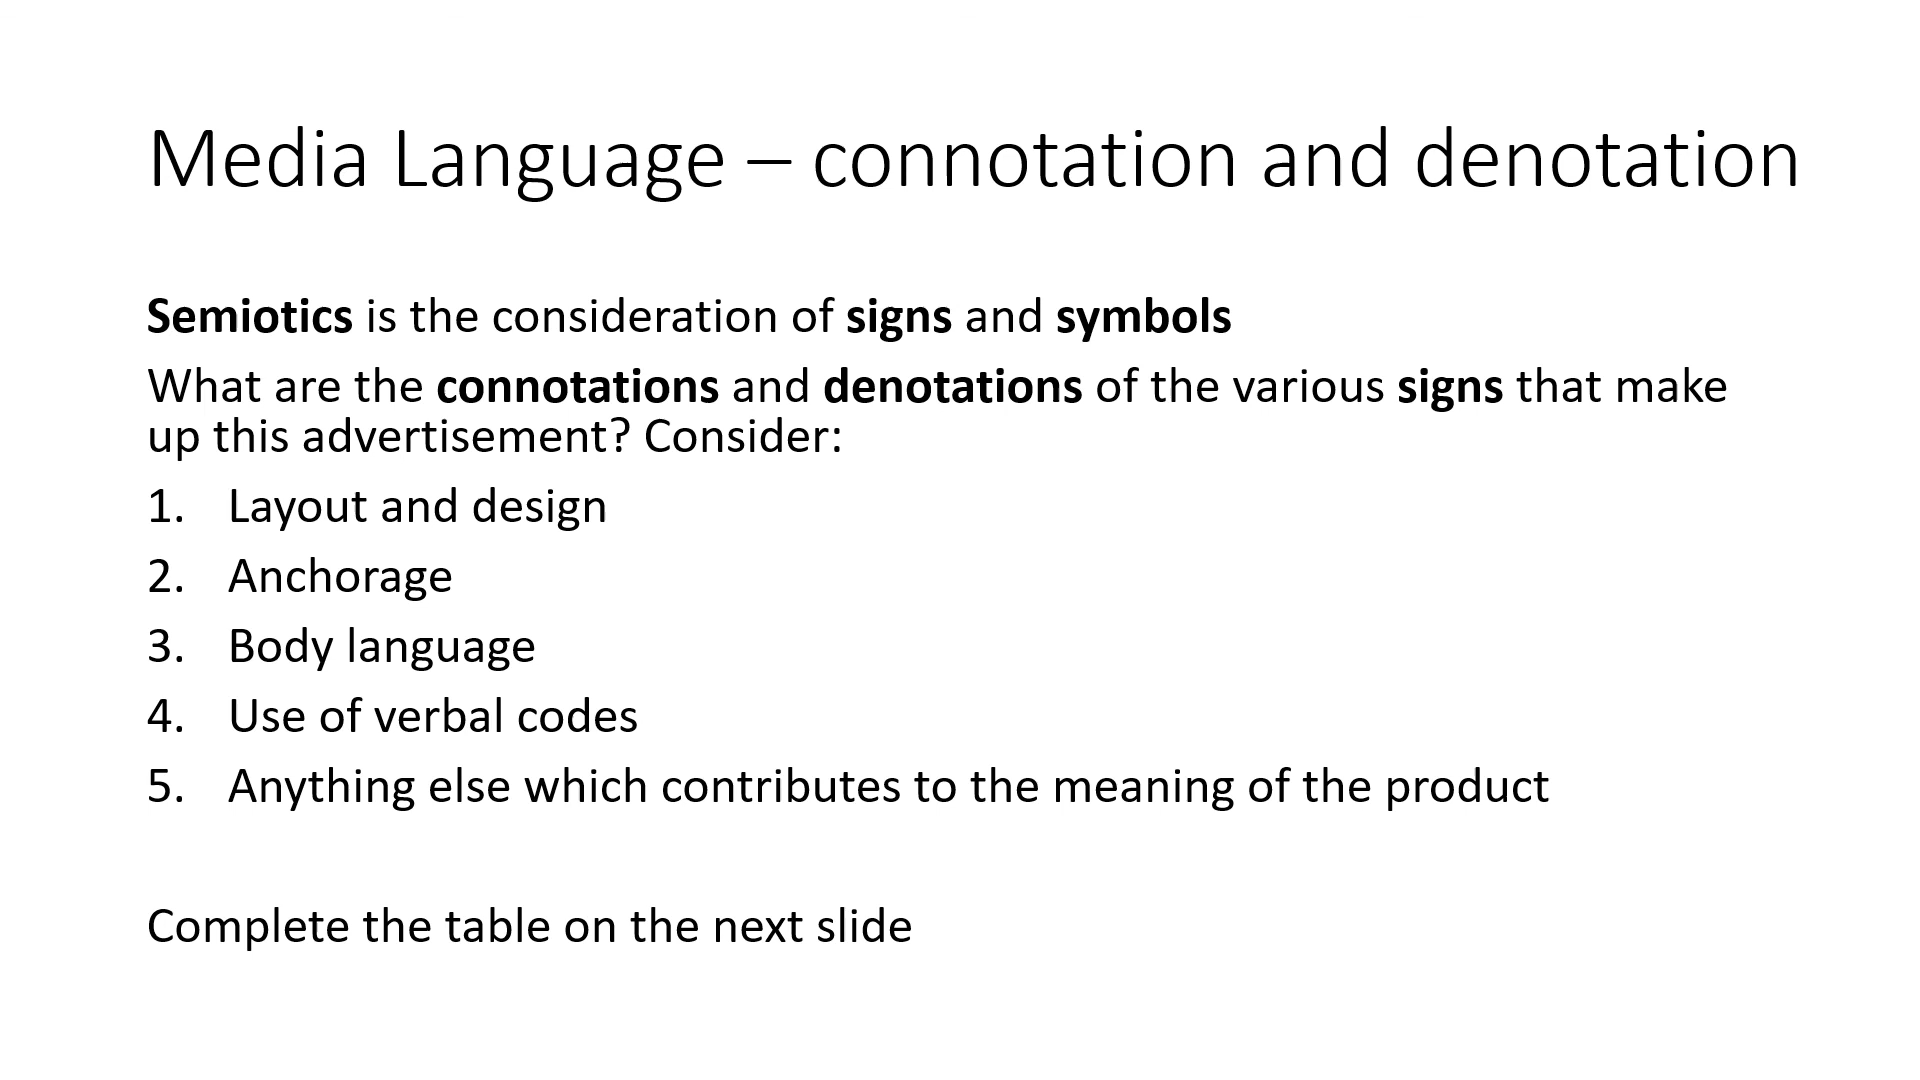 Media Language – connotation and denotation
Semiotics is the consideration of signs and symbols
What are the connotations and denotations of the various signs that make
up this advertisement? Consider:
1. Layout and design
2. Anchorage
3. Body language
4. Use of verbal codes
5. Anything else which contributes to the meaning of the product
Complete the table on the next slide